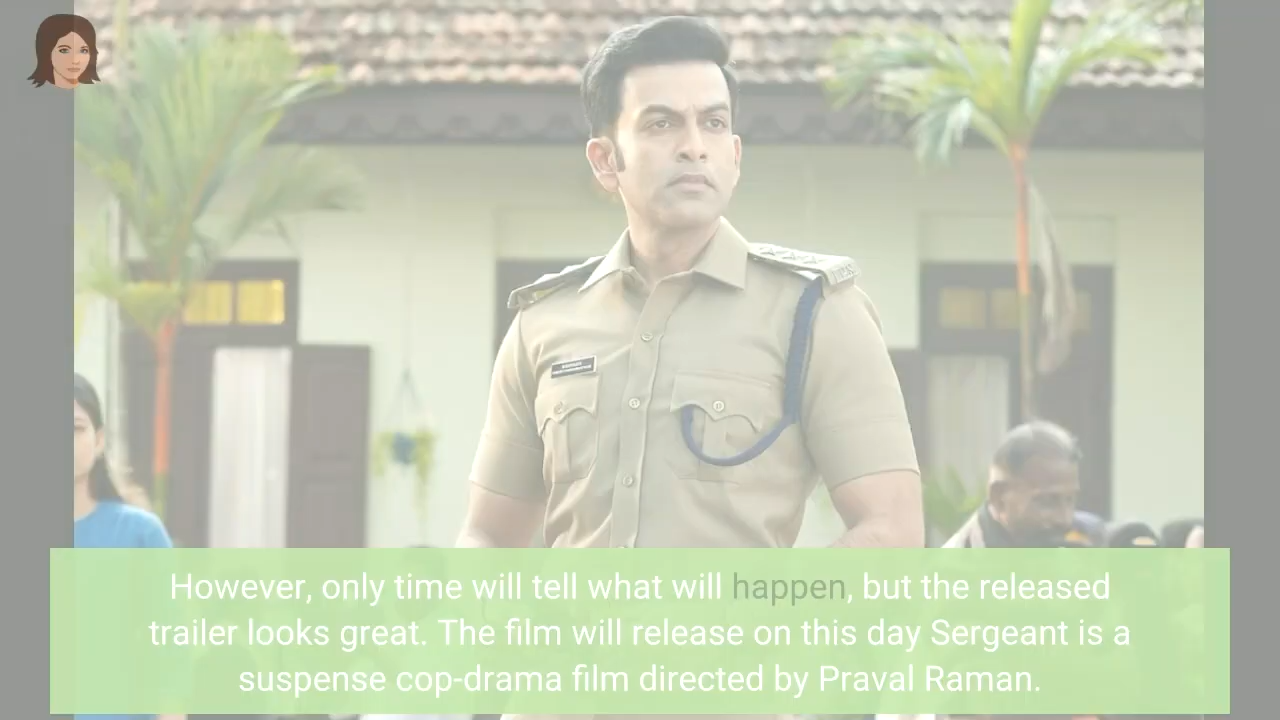 However, only time will tell what will happen, but the released
trailer looks great. The film will release on this day Sergeant is a
suspense cop-drama film directed by Praval Raman.